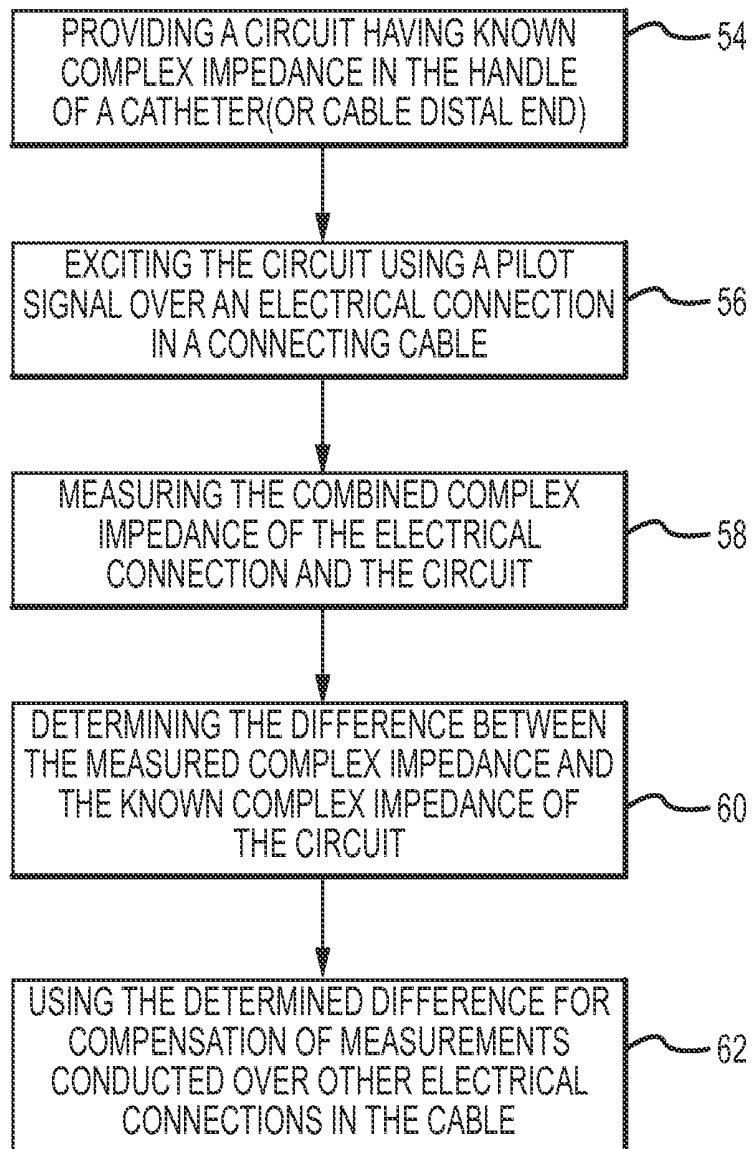 PROVIDING A CIRCUIT HAVING KNOWN
COMPLEX IMPEDANCE IN THE HANDLE
OF A CATHETER(OR CABLE DISTAL END)
54
EXCITING THE CIRCUIT USING A PILOT
SIGNAL OVER AN ELECTRICAL CONNECTION
IN A CONNECTING CABLE
56
MEASURING THE COMBINED COMPLEX
IMPEDANCE OF THE ELECTRICAL
CONNECTION AND THE CIRCUIT
58
DETERMINING THE DIFFERENCE BETWEEN
THE MEASURED COMPLEX IMPEDANCE AND
THE KNOWN COMPLEX IMPEDANCE OF
THE CIRCUIT
60
USING THE DETERMINED DIFFERENCE FOR
COMPENSATION OF MEASUREMENTS
CONDUCTED OVER OTHER ELECTRICAL
CONNECTIONS IN THE CABLE
62